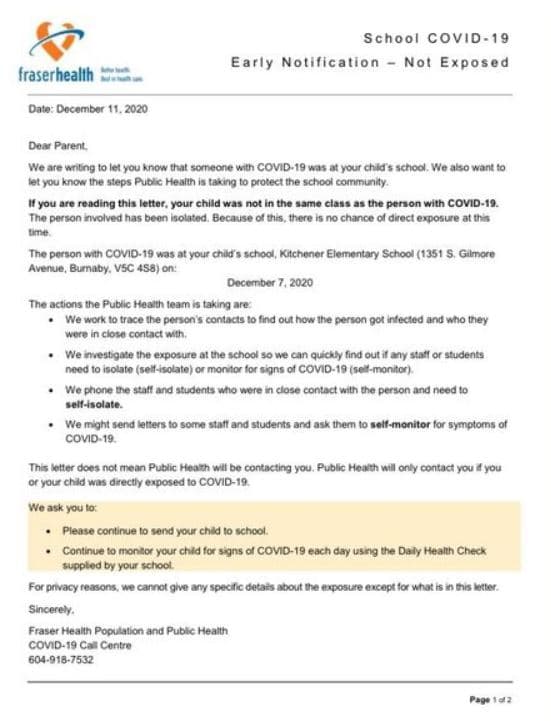 School COVID-19
Early Notification – Not Exposed
fraserhealth
Better health.
Best in health care.
Date: December 11, 2020
Dear Parent,
We are writing to let you know that someone with COVID-19 was at your child's school. We also want to
let you know the steps Public Health is taking to protect the school community.
If you are reading this letter, your child was not in the same class as the person with COVID-19.
The person involved has been isolated. Because of this, there is no chance of direct exposure at this
time.
The person with COVID-19 was at your child's school, Kitchener Elementary School (1351 S. Gilmore
Avenue, Burnaby, V5C 4S8) on:
December 7, 2020
The actions the Public Health team is taking are:
• We work to trace the person's contacts to find out how the person got infected and who they
were in close contact with.
• We investigate the exposure at the school so we can quickly find out if any staff or students
need to isolate (self-isolate) or monitor for signs of COVID-19 (self-monitor).
• We phone the staff and students who were in close contact with the person and need to
self-isolate.
• We might send letters to some staff and students and ask them to self-monitor for symptoms of
COVID-19.
This letter does not mean Public Health will be contacting you. Public Health will only contact you if you
or your child was directly exposed to COVID-19.
We ask you to:
• Please continue to send your child to school.
• Continue to monitor your child for signs of COVID-19 each day using the Daily Health Check
supplied by your school.
For privacy reasons, we cannot give any specific details about the exposure except for what is in this letter.
Sincerely,
Fraser Health Population and Public Health
COVID-19 Call Centre
604-918-7532
Page 1 of 2